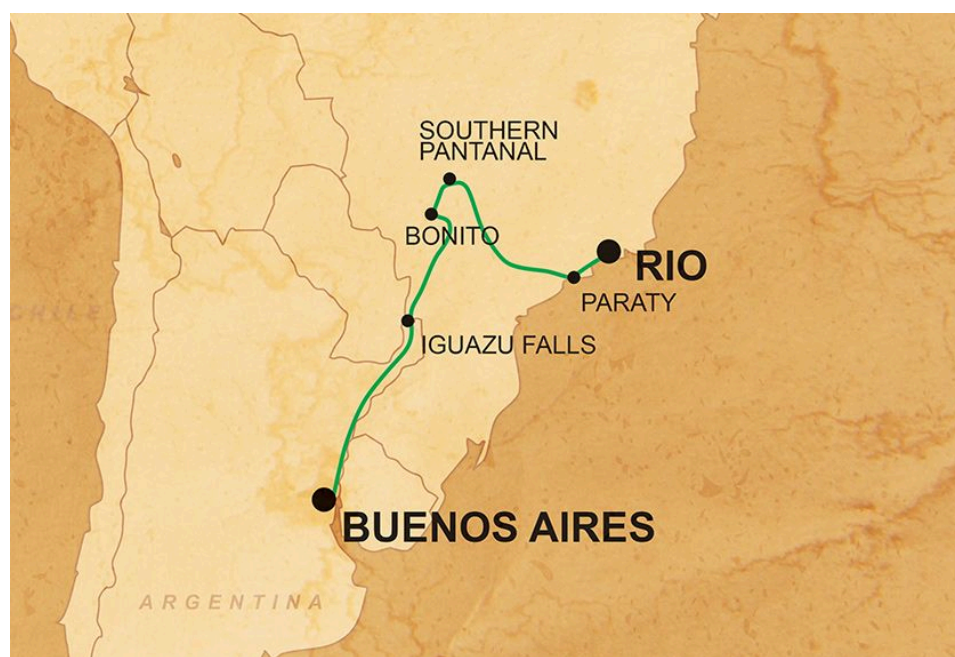 SOUTHERN
PANTANAL
BONITO
RIO
PARATY
CHILE
IGUAZU FALLS
BUENOS AIRES
ARGENTINA